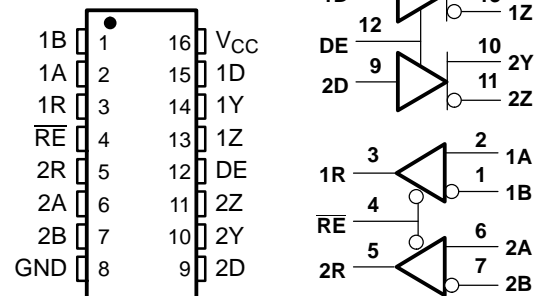 1B 1 16 VCC
1A 2 15 1D
1R 3 14 1Y
RE 4 13 1Z
2R 5 12 DE
2A 6 11 2Z
2B 7 10 2Y
GND 8 9 2D
1Z
12
DE
10
2Y
9
2D
11
2Z
3
1R
2
1A
1
1B
4
RE
5
2R
6
2A
7
2B